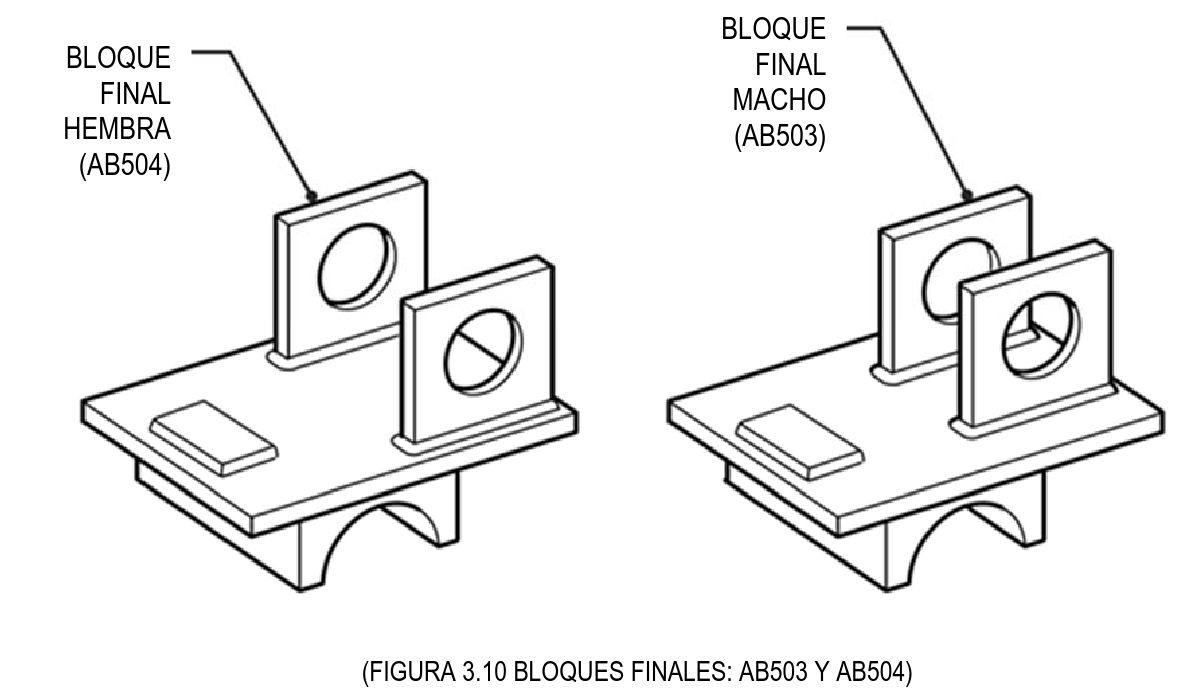 BLOQUE
FINAL
HEMBRA
(AB504)
BLOQUE
FINAL
MACHO
(AB503)
(FIGURA 3.10 BLOQUES FINALES: AB503 Y AB504)